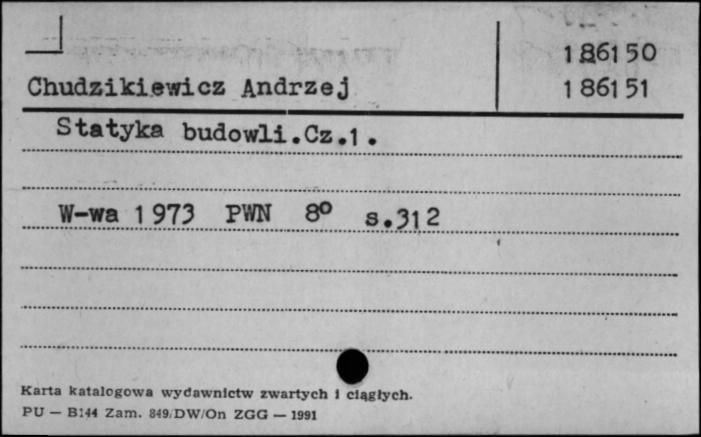 186150
Chudzikiewicz Andrzej 186151
Statyka budowli.Cz.1.
W-wa 1973 PWN 8° s.312
Karta katalogowa wydawnictw zwartych i ciągłych.
PU — B144 Zam. 849/DW/On ZGG — 1991